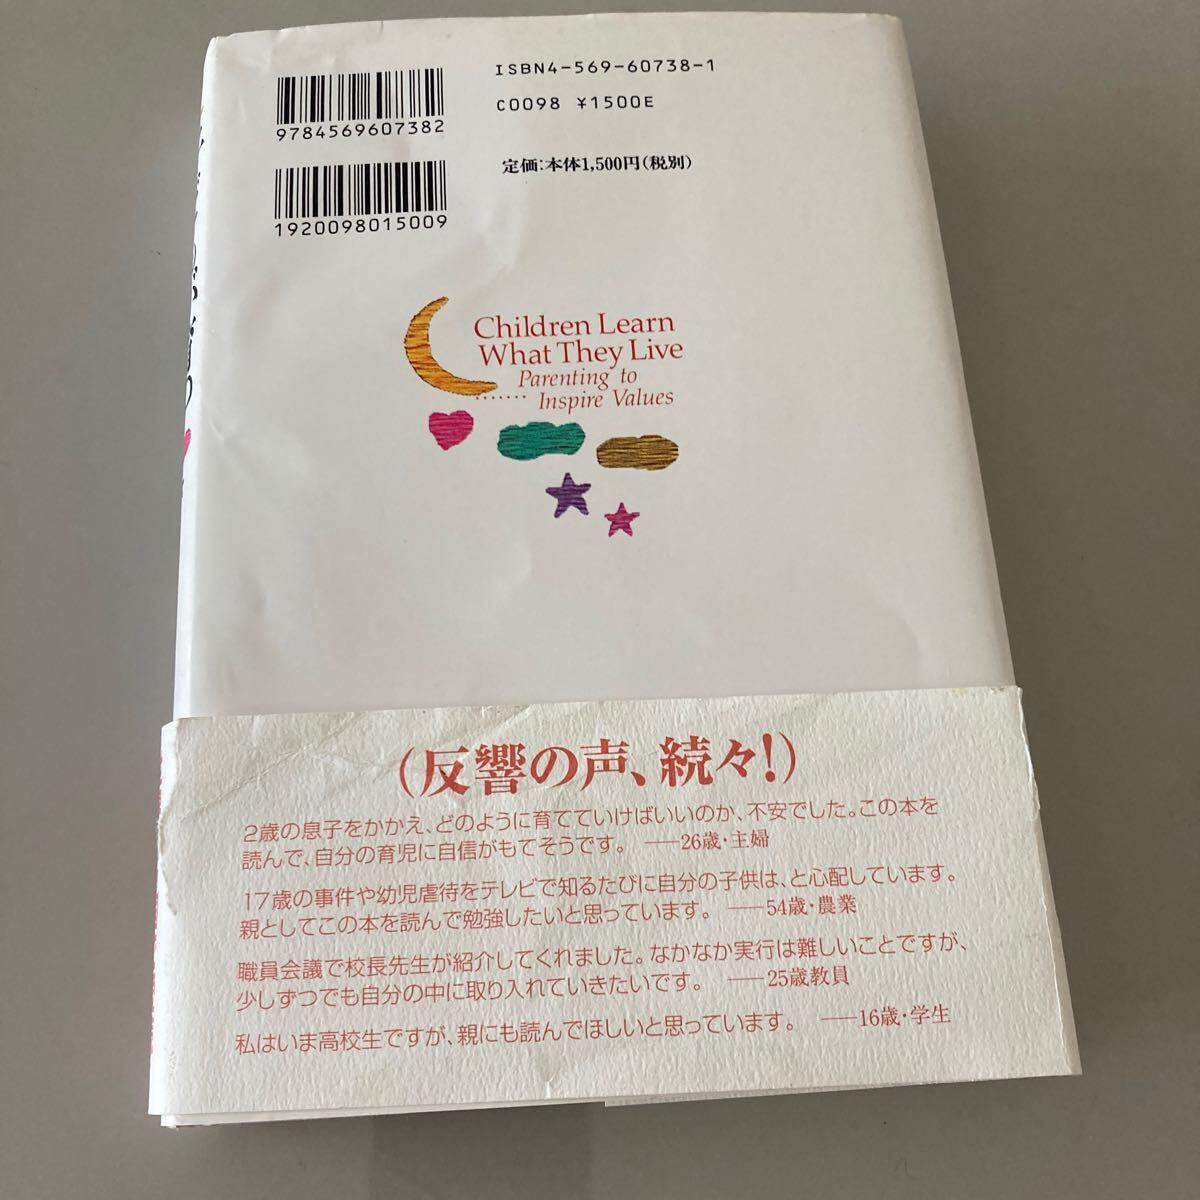 ISBN4-569-60738-1
C0098 ¥1500E
9784569607382
定価:本体1,500円(税別)
1920098015009
Children Learn
What They Live
Parenting to
Inspire Values
(反響の声、続々!)
2歳の息子をかかえ、どのように育てていけばいいのか、不安でした。この本を
読んで、自分の育児に自信がもてそうです。 ――26歳・主婦
17歳の事件や幼児虐待をテレビで知るたびに自分の子供は、と心配しています。
親としてこの本を読んで勉強したいと思っています。 ――54歳・農業
職員会議で校長先生が紹介してくれました。なかなか実行は難しいことですが、
少しずつでも自分の中に取り入れていきたいです。 ――25歳教員
私はいま高校生ですが、親にも読んでほしいと思っています。 ――16歳・学生